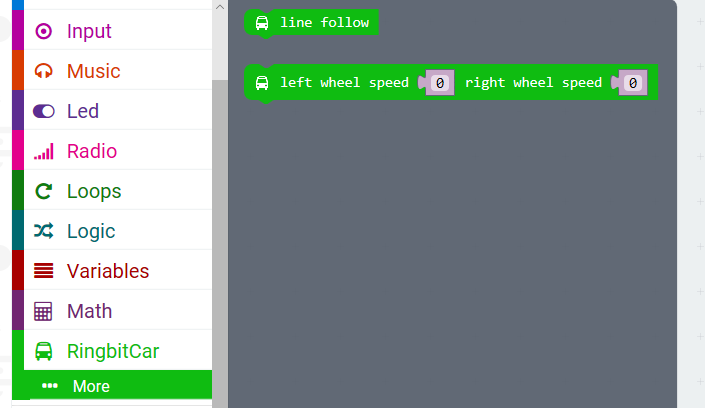 Input
Music
Led
Radio
Loops
Logic
Variables
Math
RingbitCar
More
line follow
left wheel speed 0 right wheel speed 0